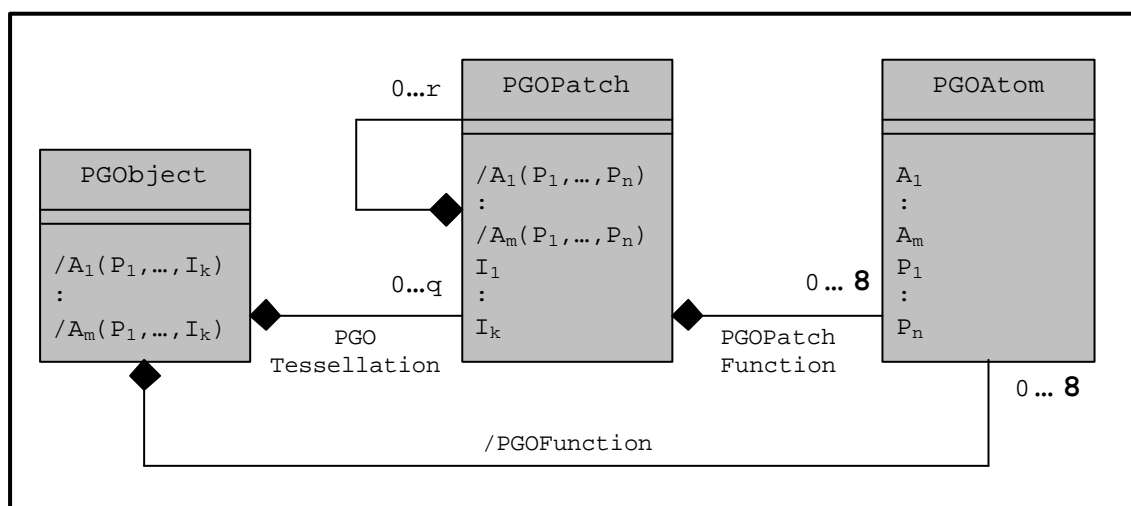 0...r
PGOPatch
PGOAtom
PGObject
/A₁(P₁,…,Pₙ)
:
/Aₘ(P₁,…,Pₙ)
I₁
:
Iₖ
A₁
:
Aₘ
P₁
:
Pₙ
/A₁(P₁,…,Iₖ)
:
/Aₘ(P₁,…,Iₖ)
0...q
0 ... 8
PGO
Tessellation
PGOPatch
Function
0 ... 8
/PGOFunction